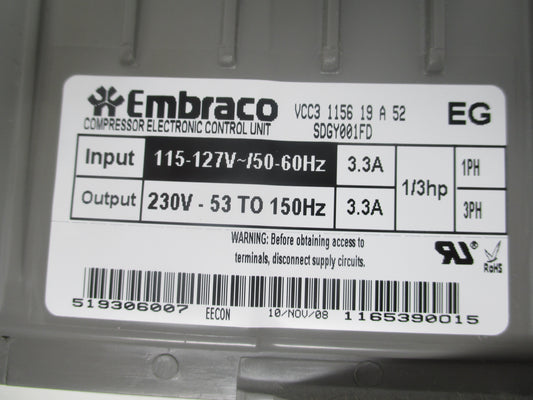 Embraco VCC3 1156 19 A 52 EG
COMPRESSOR ELECTRONIC CONTROL UNIT SDGY001FD
Input 115-127V~/50-60Hz 3.3A 1/3hp 1PH
Output 230V - 53 TO 150Hz 3.3A 3PH
WARNING: Before obtaining access to
terminals, disconnect supply circuits.
RU
RoHS
519306007 EECON 10/NOV/08 1165390015